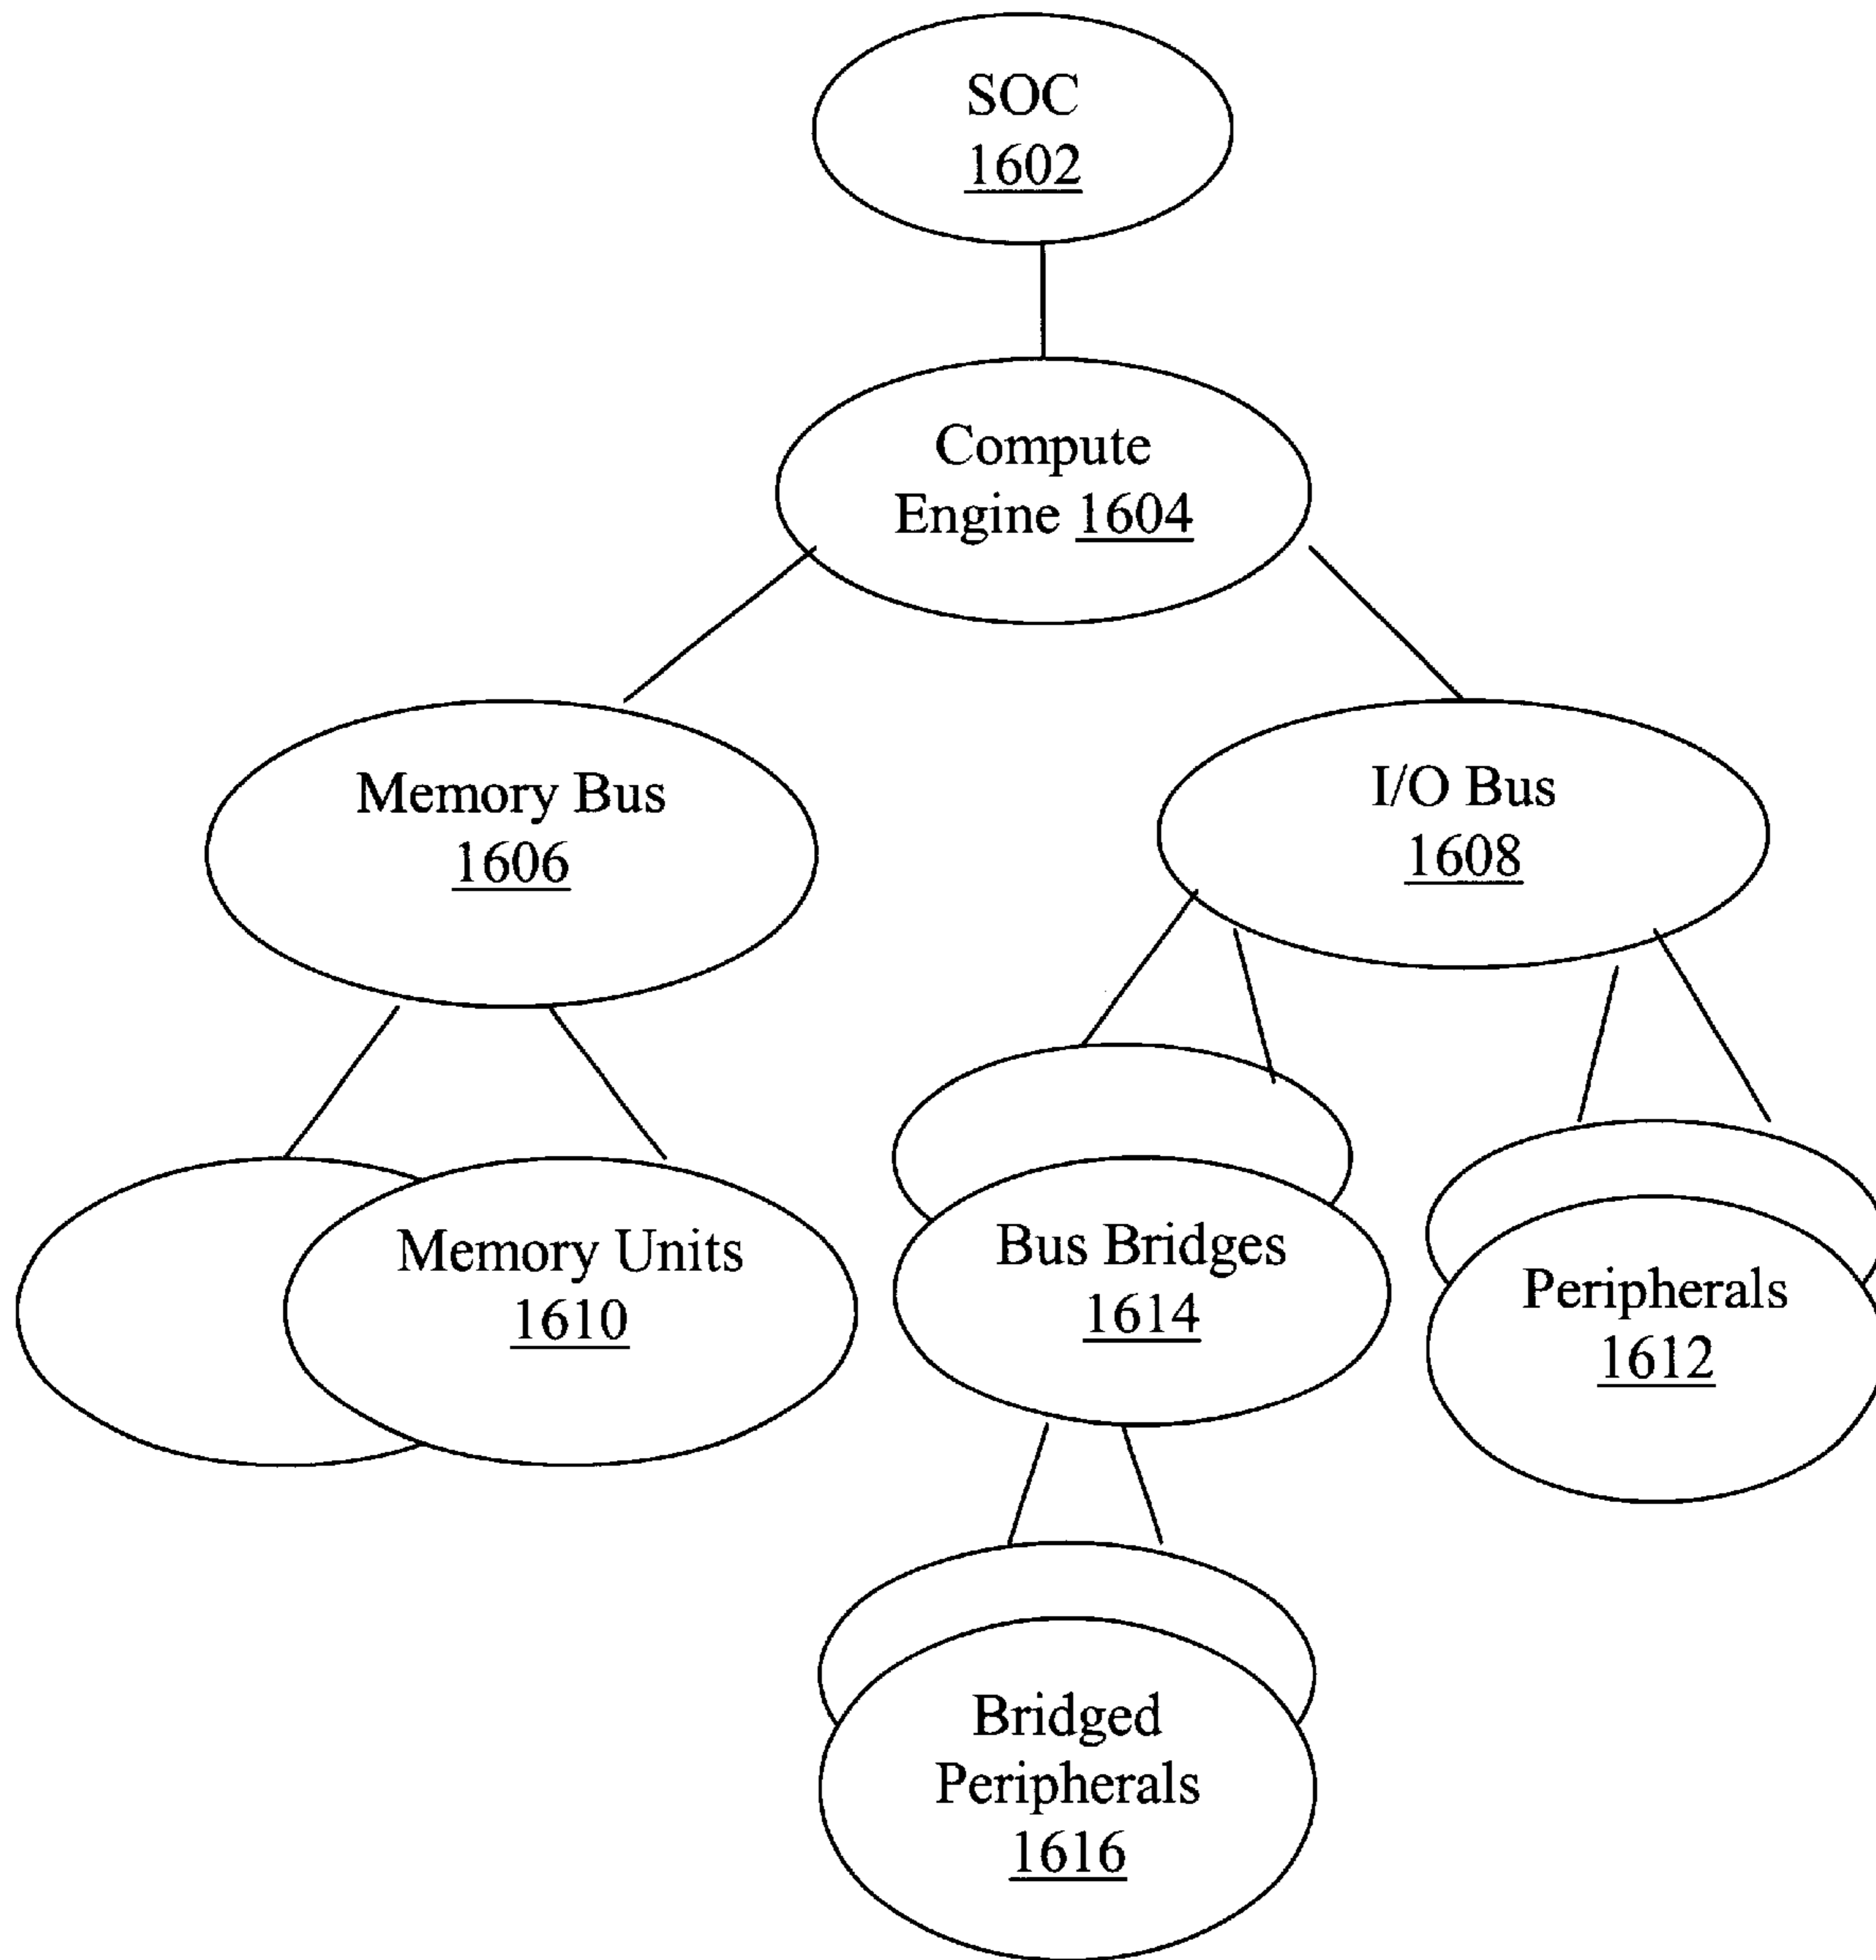 SOC
1602
Compute
Engine 1604
Memory Bus
1606
I/O Bus
1608
Memory Units
1610
Bus Bridges
1614
Peripherals
1612
Bridged
Peripherals
1616